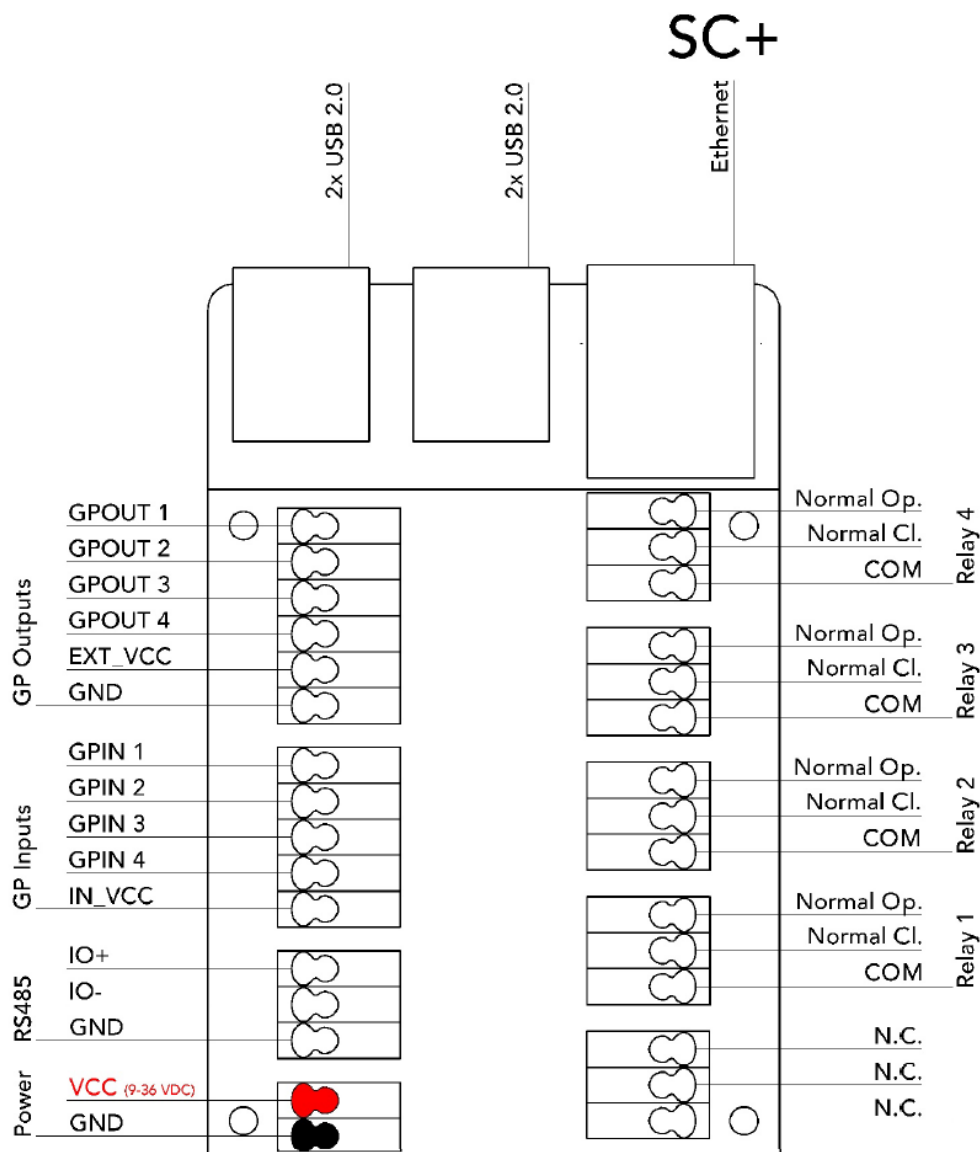 SC+
2x USB 2.0
2x USB 2.0
Ethernet
GP Outputs
GPOUT 1
GPOUT 2
GPOUT 3
GPOUT 4
EXT_VCC
GND
GP Inputs
GPIN 1
GPIN 2
GPIN 3
GPIN 4
IN_VCC
RS485
IO+
IO-
GND
Power
VCC (9-36 VDC)
GND
Normal Op.
Normal Cl.
COM
Relay 4
Normal Op.
Normal Cl.
COM
Relay 3
Normal Op.
Normal Cl.
COM
Relay 2
Normal Op.
Normal Cl.
COM
Relay 1
N.C.
N.C.
N.C.